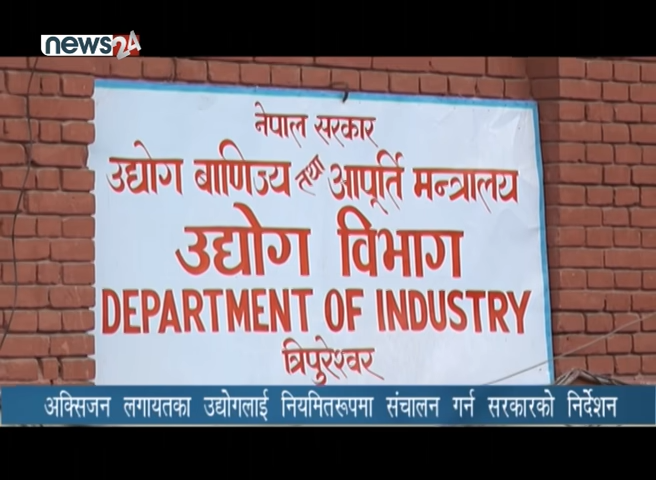 news24
नेपाल सरकार
उद्योग बाणिज्य तथा आपूर्ति मन्त्रालय
उद्योग विभाग
DEPARTMENT OF INDUSTRY
त्रिपुरेश्वर
अक्सिजन लगायतका उद्योगलाई नियमितरूपमा संचालन गर्न सरकारको निर्देशन